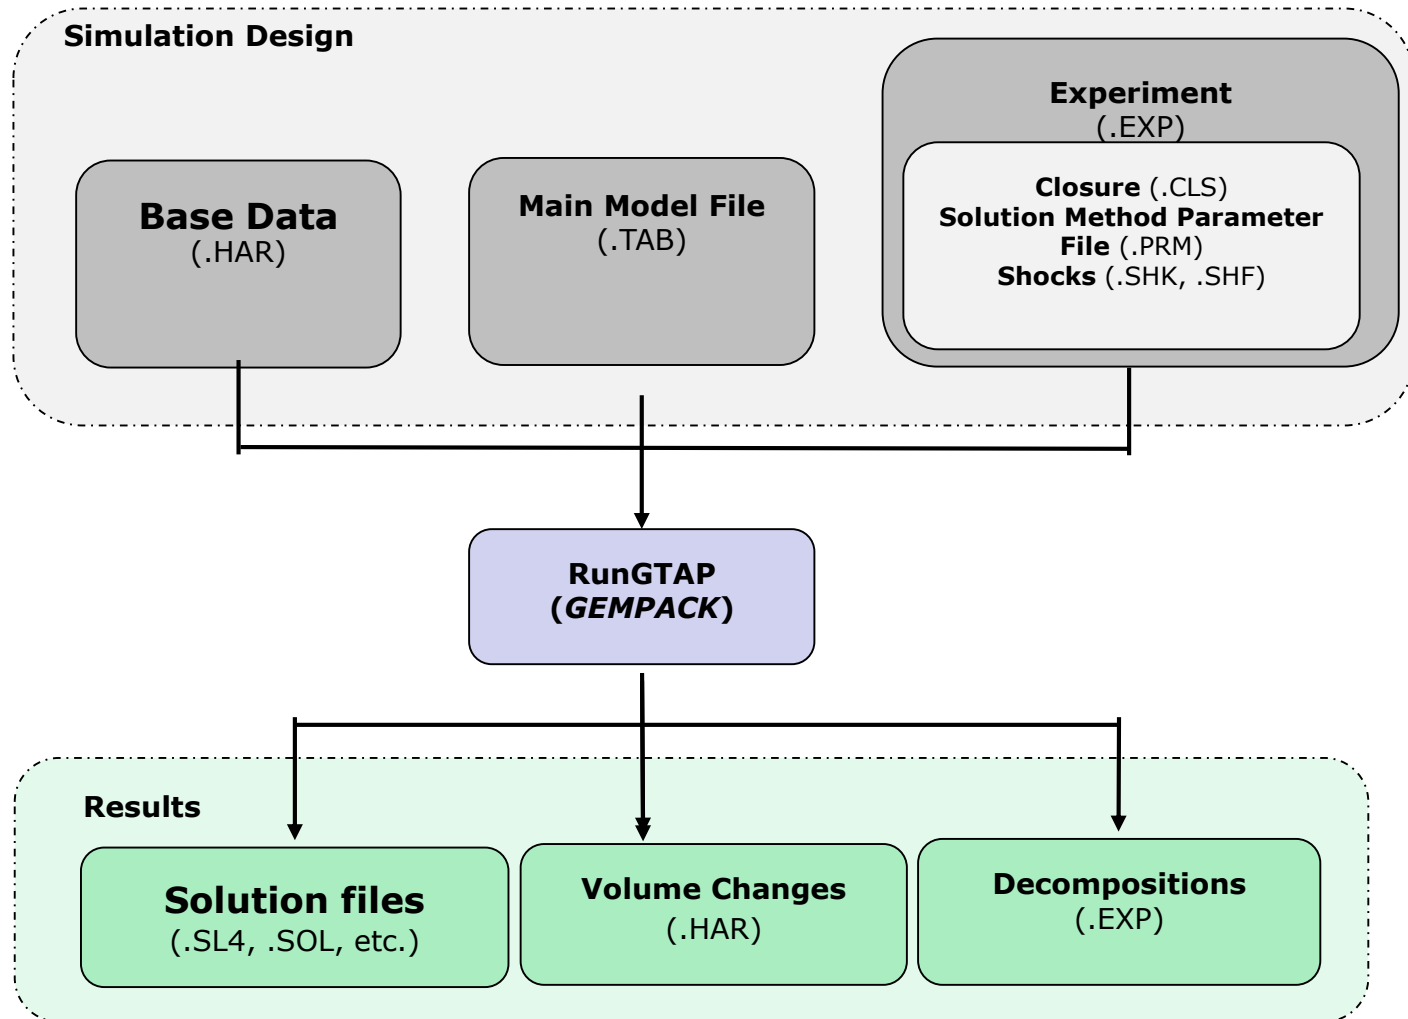 Simulation Design
Base Data
(.HAR)
Main Model File
(.TAB)
Experiment
(.EXP)
Closure (.CLS)
Solution Method Parameter
File (.PRM)
Shocks (.SHK, .SHF)
RunGTAP
(GEMPACK)
Results
Solution files
(.SL4, .SOL, etc.)
Volume Changes
(.HAR)
Decompositions
(.EXP)